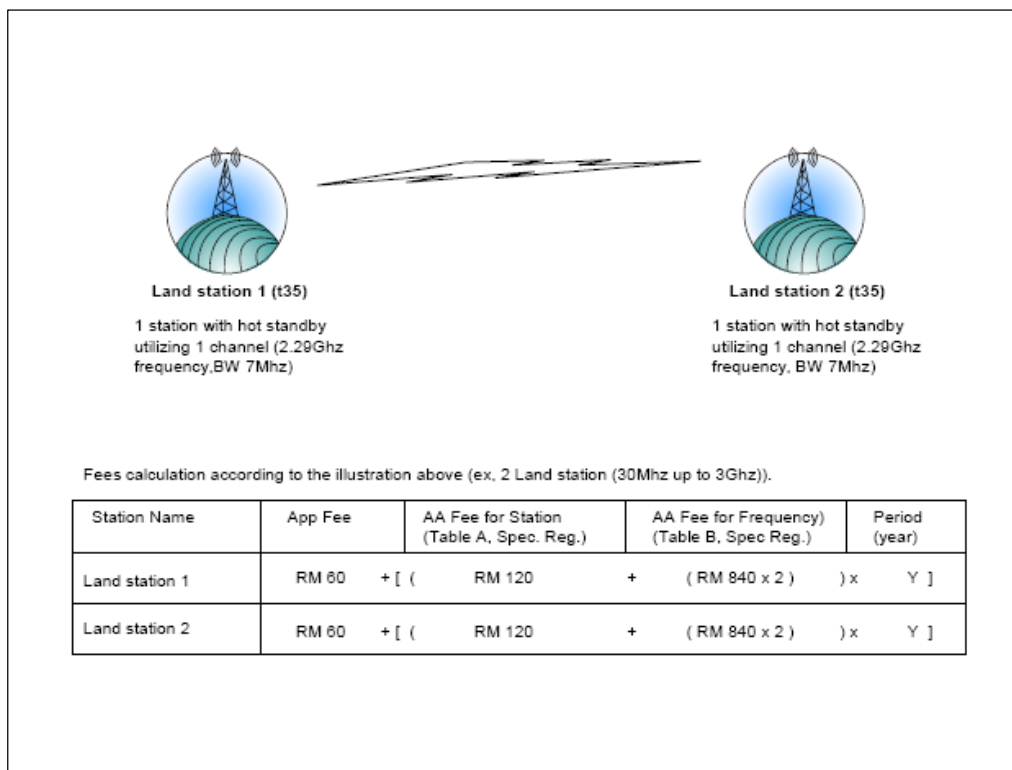 Land station 1 (t35)
1 station with hot standby
utilizing 1 channel (2.29Ghz
frequency,BW 7Mhz)
Land station 2 (t35)
1 station with hot standby
utilizing 1 channel (2.29Ghz
frequency, BW 7Mhz)
Fees calculation according to the illustration above (ex, 2 Land station (30Mhz up to 3Ghz)).
Station Name App Fee AA Fee for Station (Table A, Spec. Reg.) AA Fee for Frequency) (Table B, Spec Reg.) Period (year)
Land station 1 RM 60 + [ ( RM 120 + ( RM 840 x 2 ) ) x Y ]
Land station 2 RM 60 + [ ( RM 120 + ( RM 840 x 2 ) ) x Y ]